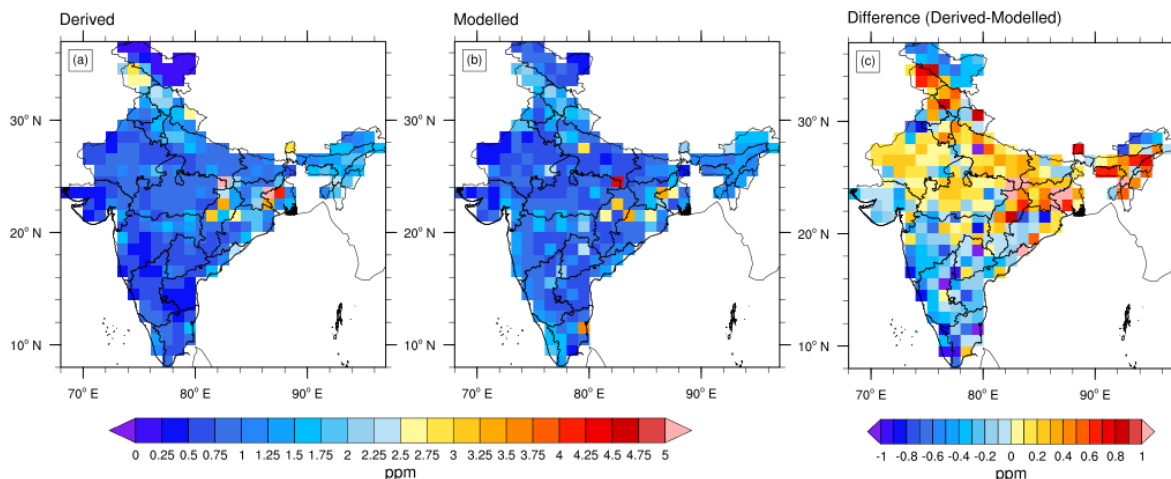 Derived
Modelled
Difference (Derived-Modelled)
(a)
(b)
(c)
30° N
30° N
30° N
20° N
20° N
20° N
10° N
10° N
10° N
70° E 80° E 90° E
70° E 80° E 90° E
70° E 80° E 90° E
0 0.25 0.5 0.75 1 1.25 1.5 1.75 2 2.25 2.5 2.75 3 3.25 3.5 3.75 4 4.25 4.5 4.75 5
ppm
-1 -0.8 -0.6 -0.4 -0.2 0 0.2 0.4 0.6 0.8 1
ppm